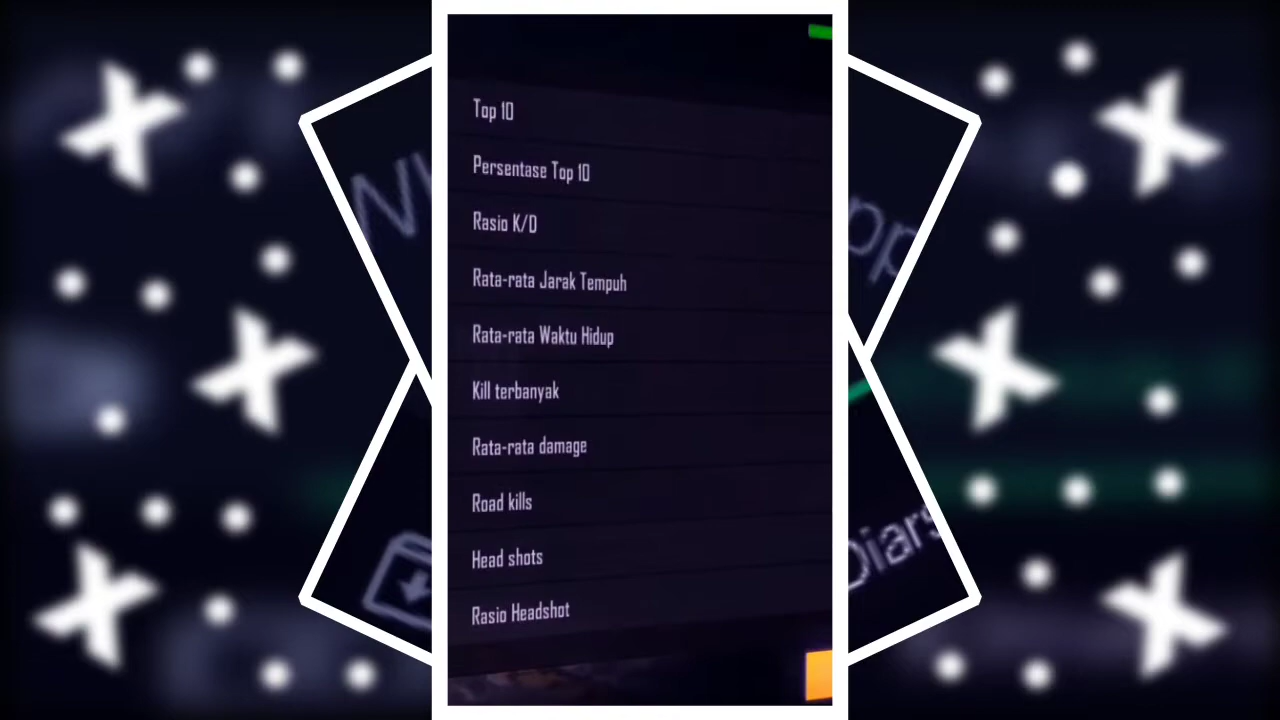 Top 10
Persentase Top 10
Rasio K/D
Rata-rata Jarak Tempuh
Rata-rata Waktu Hidup
Kill terbanyak
Rata-rata damage
Road kills
Head shots
Rasio Headshot